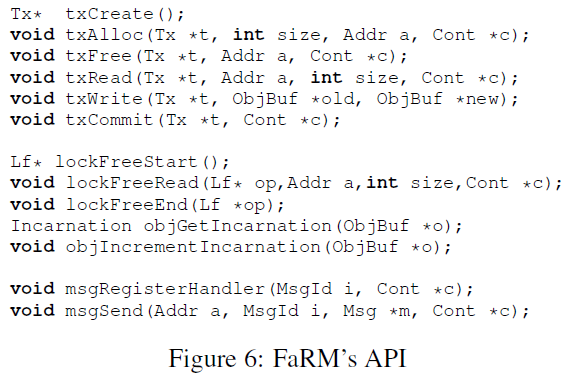 Tx*  txCreate();
void txAlloc(Tx *t, int size, Addr a, Cont *c);
void txFree(Tx *t, Addr a, Cont *c);
void txRead(Tx *t, Addr a, int size, Cont *c);
void txWrite(Tx *t, ObjBuf *old, ObjBuf *new);
void txCommit(Tx *t, Cont *c);

Lf* lockFreeStart();
void lockFreeRead(Lf* op,Addr a,int size,Cont *c);
void lockFreeEnd(Lf *op);
Incarnation objGetIncarnation(ObjBuf *o);
void objIncrementIncarnation(ObjBuf *o);

void msgRegisterHandler(MsgId i, Cont *c);
void msgSend(Addr a, MsgId i, Msg *m, Cont *c);

Figure 6: FaRM's API